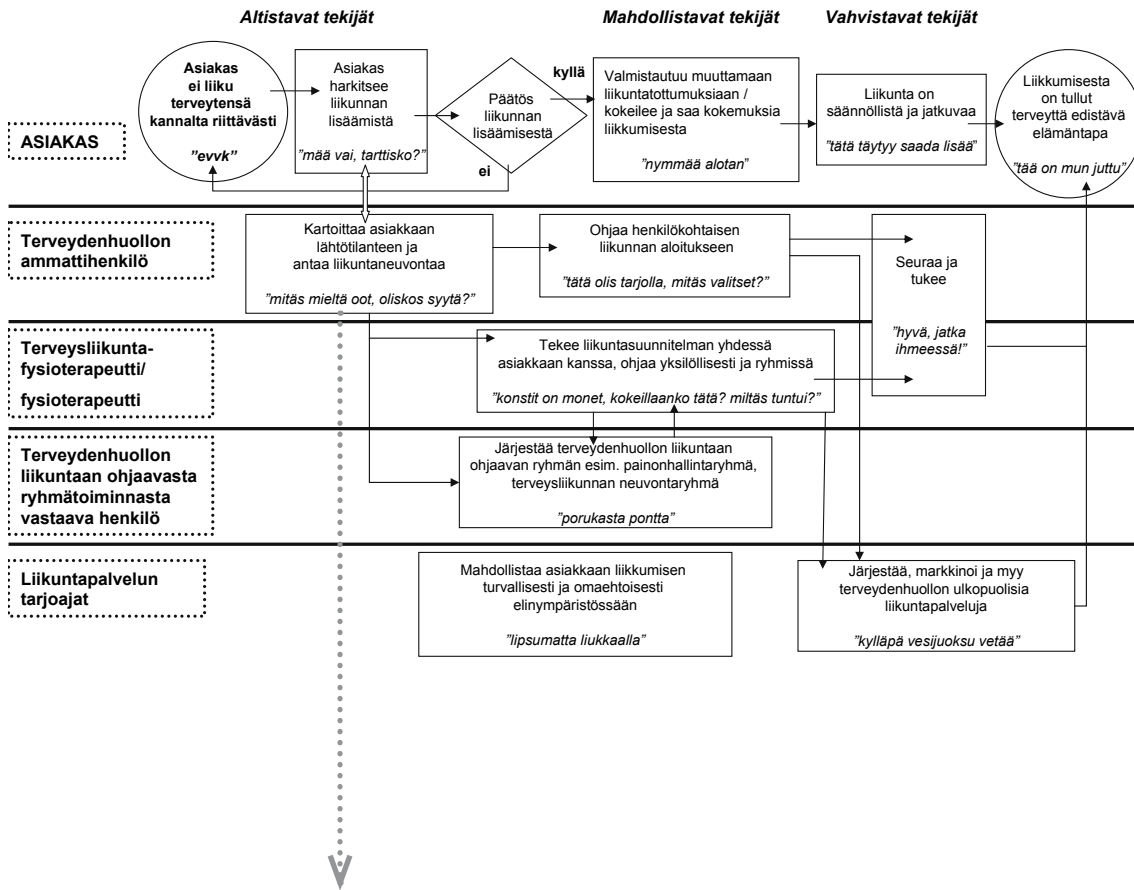 Altistavat tekijät
Mahdollistavat tekijät
Vahvistavat tekijät
ASIAKAS
Asiakas
ei liiku
terveytensä
kannalta riittävästi
"evvk"
Asiakas
harkitsee
liikunnan
lisäämistä
"mää vai, tarttisko?"
Päätös
liikunnan
lisäämisestä
kyllä
ei
Valmistautuu muuttamaan
liikuntatottumuksiaan /
kokeilee ja saa kokemuksia
liikkumisesta
"nymmää alotan"
Liikunta on
säännöllistä ja jatkuvaa
"tätä täytyy saada lisää"
Liikkumisesta
on tullut
terveyttä edistävä
elämäntapa
"tää on mun juttu"
Terveydenhuollon
ammattihenkilö
Kartoittaa asiakkaan
lähtötilanteen ja
antaa liikuntaneuvontaa
"mitäs mieltä oot, oliskos syytä?"
Ohjaa henkilökohtaisen
liikunnan aloitukseen
"tätä olis tarjolla, mitäs valitset?"
Seuraa ja
tukee
"hyvä, jatka
ihmeessä!"
Terveysliikunta-
fysioterapeutti/
fysioterapeutti
Tekee liikuntasuunnitelman yhdessä
asiakkaan kanssa, ohjaa yksilöllisesti ja ryhmissä
"konstit on monet, kokeillaanko tätä? miltäs tuntui?"
Terveydenhuollon
liikuntaan ohjaavasta
ryhmätoiminnasta
vastaava henkilö
Järjestää terveydenhuollon liikuntaan
ohjaavan ryhmän esim. painonhallintaryhmä,
terveysliikunnan neuvontaryhmä
"porukasta pontta"
Liikuntapalvelun
tarjoajat
Mahdollistaa asiakkaan liikkumisen
turvallisesti ja omaehtoisesti
elinympäristössään
"lipsumatta liukkaalla"
Järjestää, markkinoi ja myy
terveydenhuollon ulkopuolisia
liikuntapalveluja
"kylläpä vesijuoksu vetää"